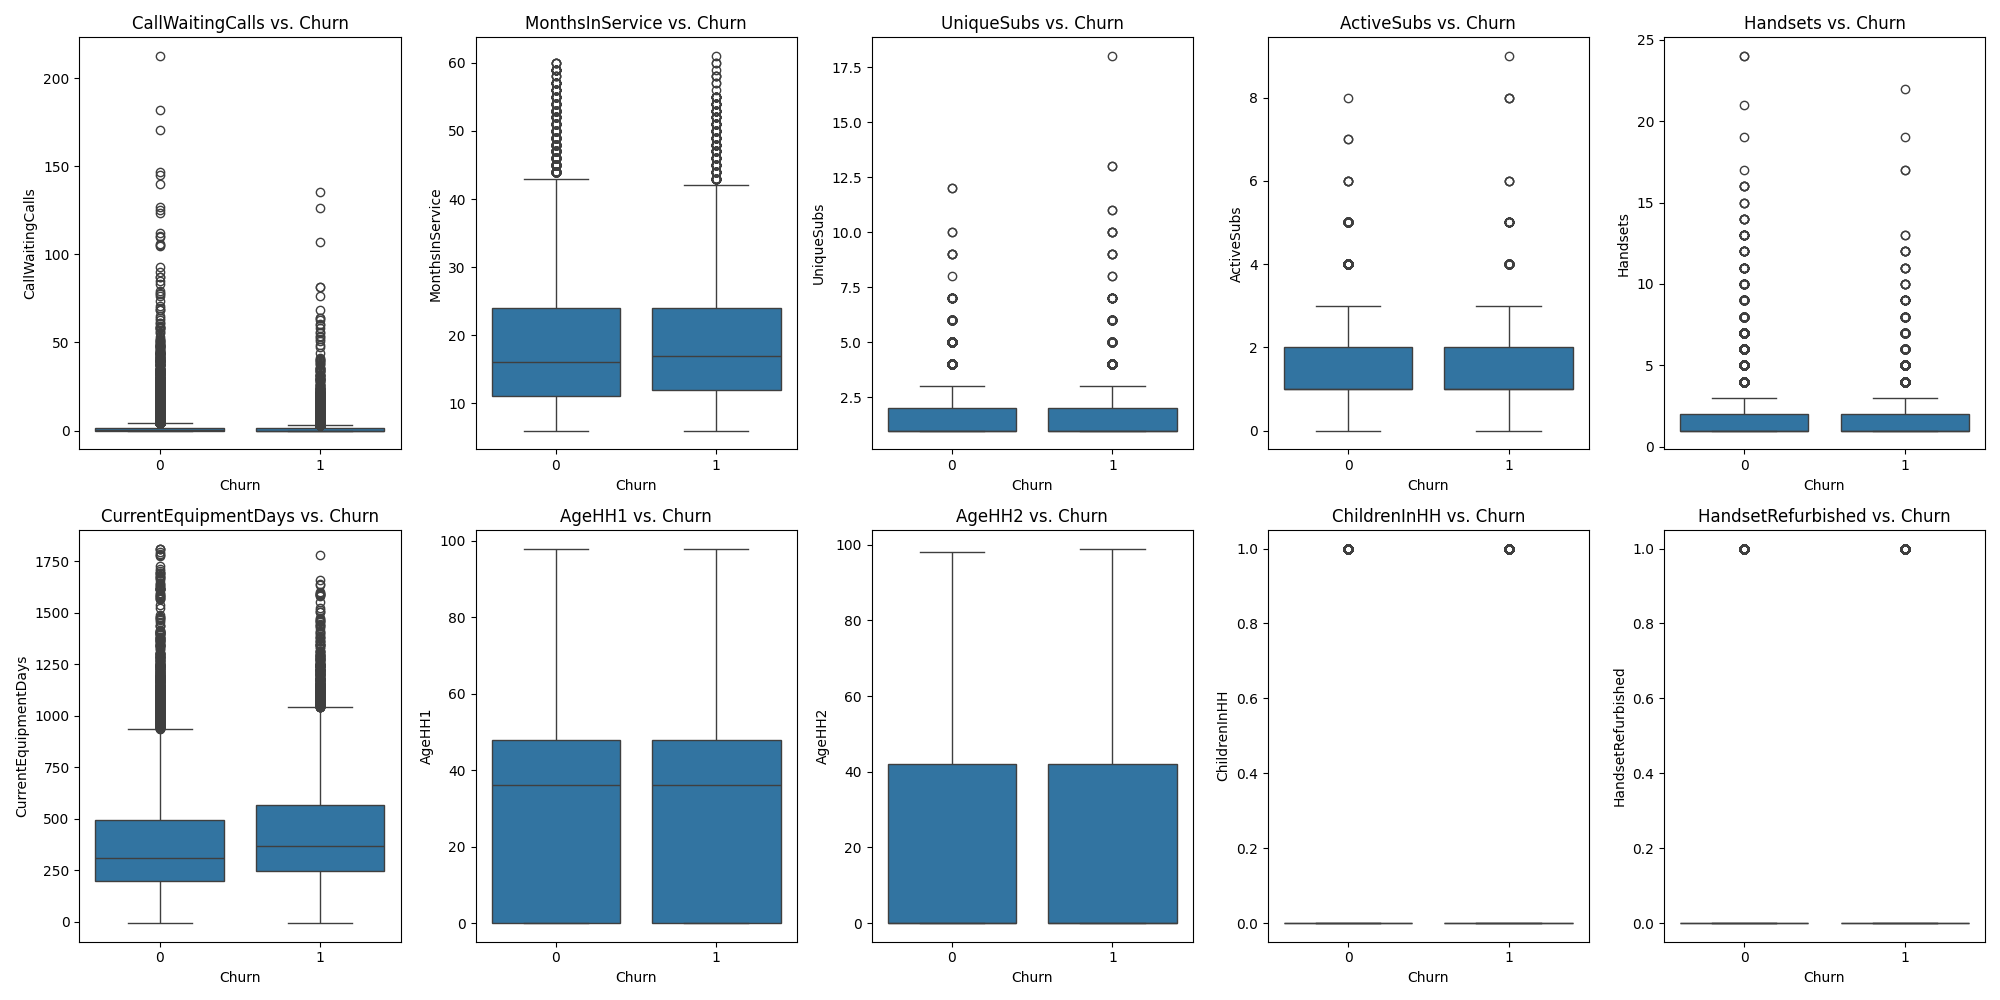 CallWaitingCalls vs. Churn
CallWaitingCalls
200
150
100
50
0
0 1
Churn
MonthsInService vs. Churn
MonthsInService
60
50
40
30
20
10
0 1
Churn
UniqueSubs vs. Churn
UniqueSubs
17.5
15.0
12.5
10.0
7.5
5.0
2.5
0 1
Churn
ActiveSubs vs. Churn
ActiveSubs
8
6
4
2
0
0 1
Churn
Handsets vs. Churn
Handsets
25
20
15
10
5
0
0 1
Churn
CurrentEquipmentDays vs. Churn
CurrentEquipmentDays
1750
1500
1250
1000
750
500
250
0
0 1
Churn
AgeHH1 vs. Churn
AgeHH1
100
80
60
40
20
0
0 1
Churn
AgeHH2 vs. Churn
AgeHH2
100
80
60
40
20
0
0 1
Churn
ChildrenInHH vs. Churn
ChildrenInHH
1.0
0.8
0.6
0.4
0.2
0.0
0 1
Churn
HandsetRefurbished vs. Churn
HandsetRefurbished
1.0
0.8
0.6
0.4
0.2
0.0
0 1
Churn